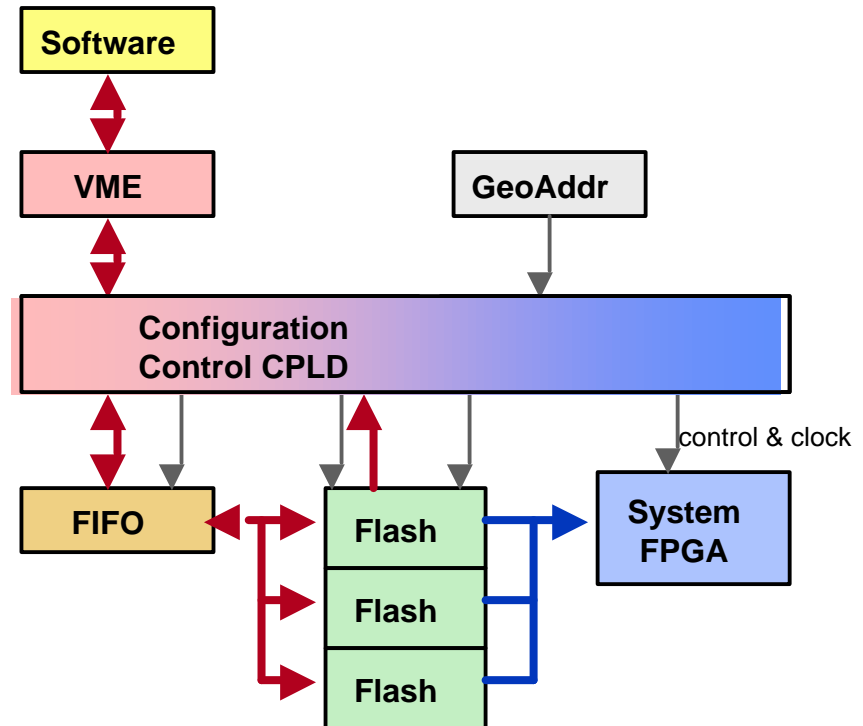 Software
VME
GeoAddr
Configuration
Control CPLD
control & clock
FIFO
Flash
System
FPGA
Flash
Flash